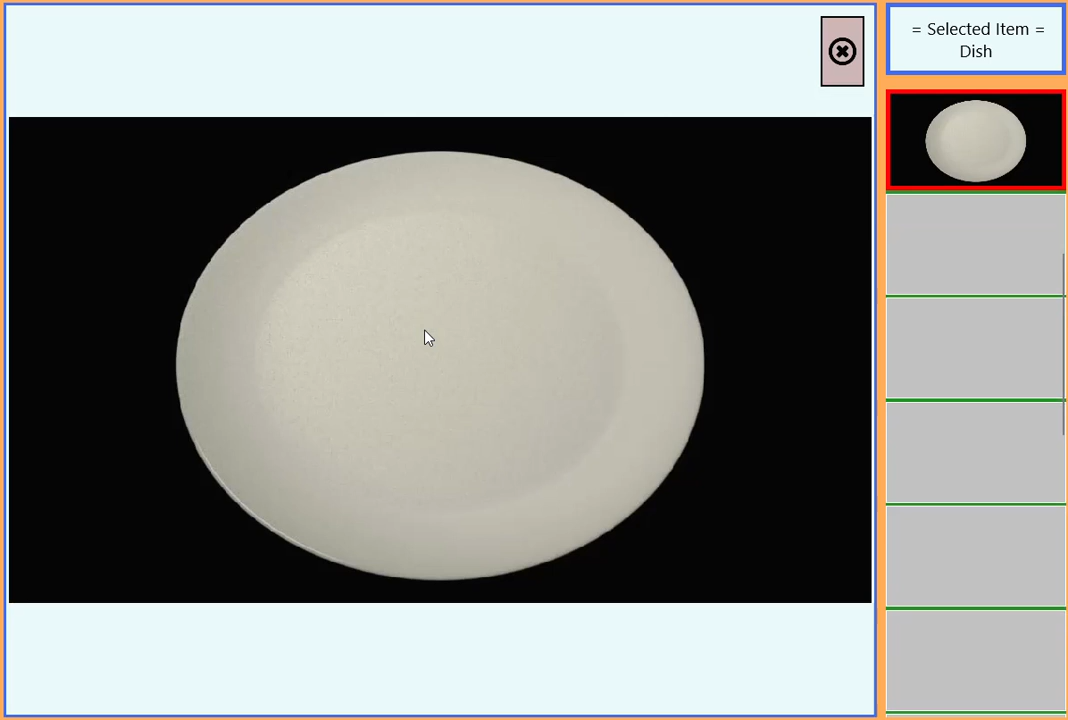 = Selected Item =
Dish